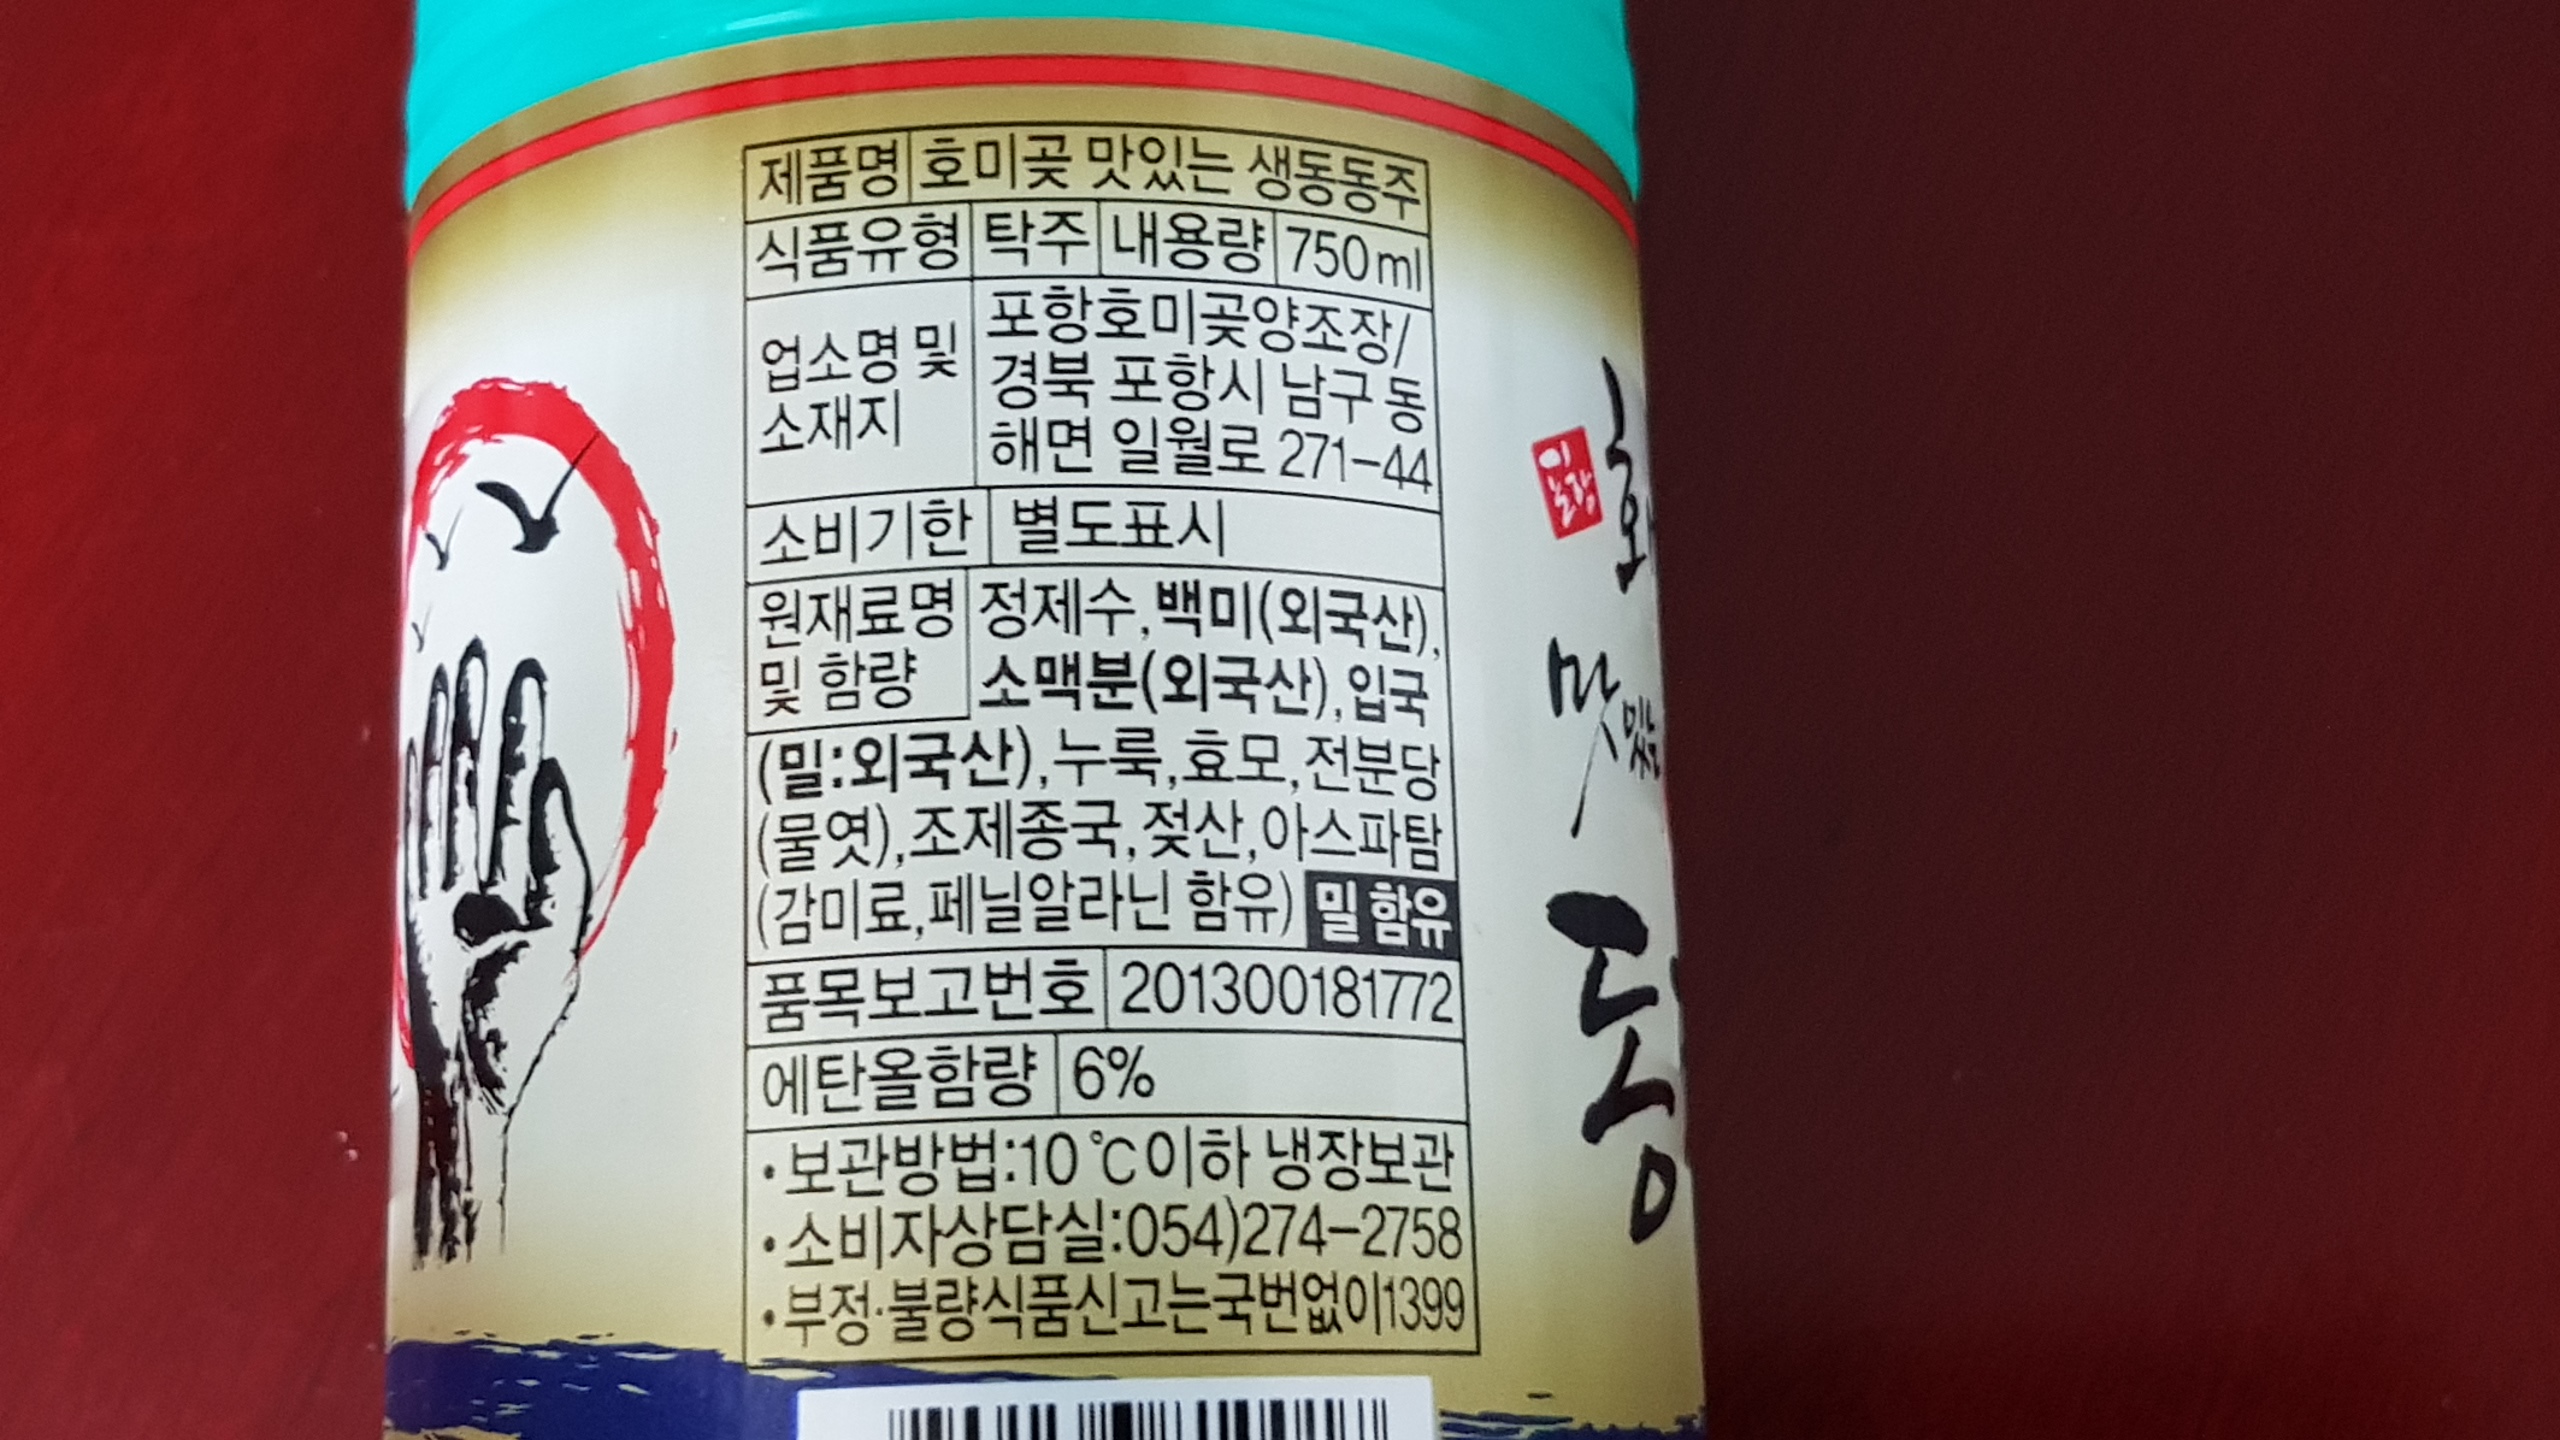 제품명 호미곶 맛있는 생동동주
식품유형 탁주 내용량 750ml
업소명 및 소재지
포항호미곶양조장/
경북 포항시 남구 동
해면 일월로 271-44
소비기한 별도표시
원재료명 및 함량
정제수,백미(외국산),
소맥분(외국산),입국
(밀:외국산),누룩,효모,전분당
(물엿),조제종국,젖산,아스파탐
(감미료,페닐알라닌 함유) 밀 함유
품목보고번호 201300181772
에탄올함량 6%
·보관방법:10℃이하 냉장보관
·소비자상담실:054)274-2758
·부정·불량식품신고는국번없이1399
맛있는
동